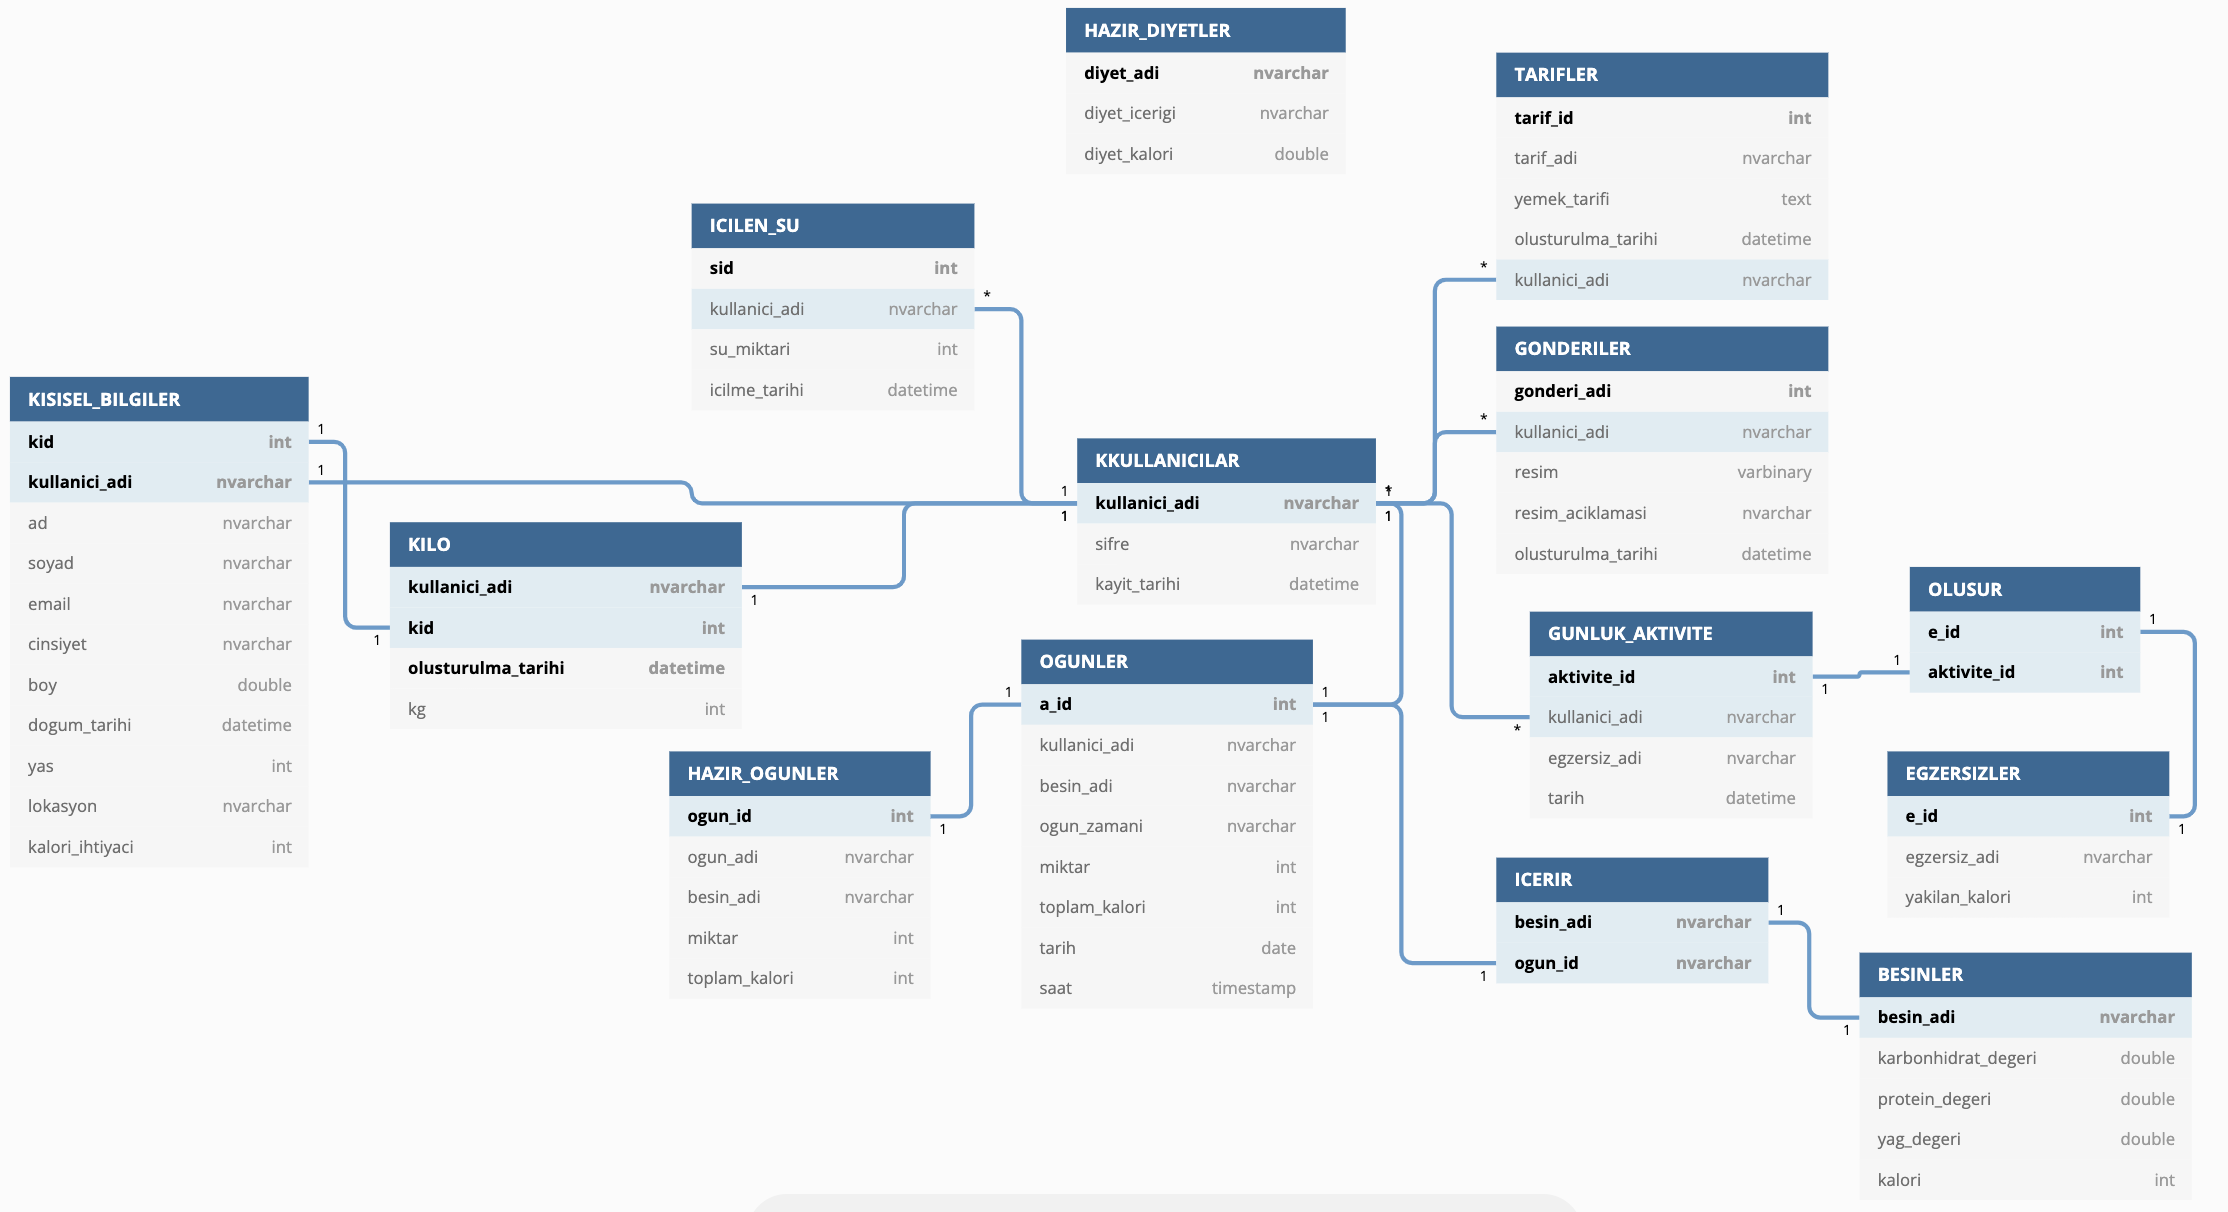 HAZIR_DIYETLER
diyet_adi nvarchar
diyet_icerigi nvarchar
diyet_kalori double
TARIFLER
tarif_id int
tarif_adi nvarchar
yemek_tarifi text
olusturulma_tarihi datetime
* kullanici_adi nvarchar
ICILEN_SU
sid int
kullanici_adi nvarchar *
su_miktari int
icilme_tarihi datetime
GONDERILER
gonderi_adi int
* kullanici_adi nvarchar
resim varbinary
resim_aciklamasi nvarchar
olusturulma_tarihi datetime
KISISEL_BILGILER
kid int 1
kullanici_adi nvarchar 1
ad nvarchar
soyad nvarchar
email nvarchar
cinsiyet nvarchar
boy double
dogum_tarihi datetime
yas int
lokasyon nvarchar
kalori_ihtiyaci int
KILO
kullanici_adi nvarchar 1
1 kid int
olusturulma_tarihi datetime
kg int
KKULLANICILAR
1 kullanici_adi nvarchar *
1 1
sifre nvarchar
kayit_tarihi datetime
OGUNLER
1 a_id int 1
1
kullanici_adi nvarchar
besin_adi nvarchar
ogun_zamani nvarchar
miktar int
toplam_kalori int
tarih date
saat timestamp
HAZIR_OGUNLER
ogun_id int 1
ogun_adi nvarchar
besin_adi nvarchar
miktar int
toplam_kalori int
GUNLUK_AKTIVITE
aktivite_id int 1
* kullanici_adi nvarchar
egzersiz_adi nvarchar
tarih datetime
OLUSUR
e_id int 1
1 aktivite_id int
EGZERSIZLER
e_id int 1
egzersiz_adi nvarchar
yakilan_kalori int
ICERIR
besin_adi nvarchar 1
1 ogun_id nvarchar
BESINLER
1 besin_adi nvarchar
karbonhidrat_degeri double
protein_degeri double
yag_degeri double
kalori int